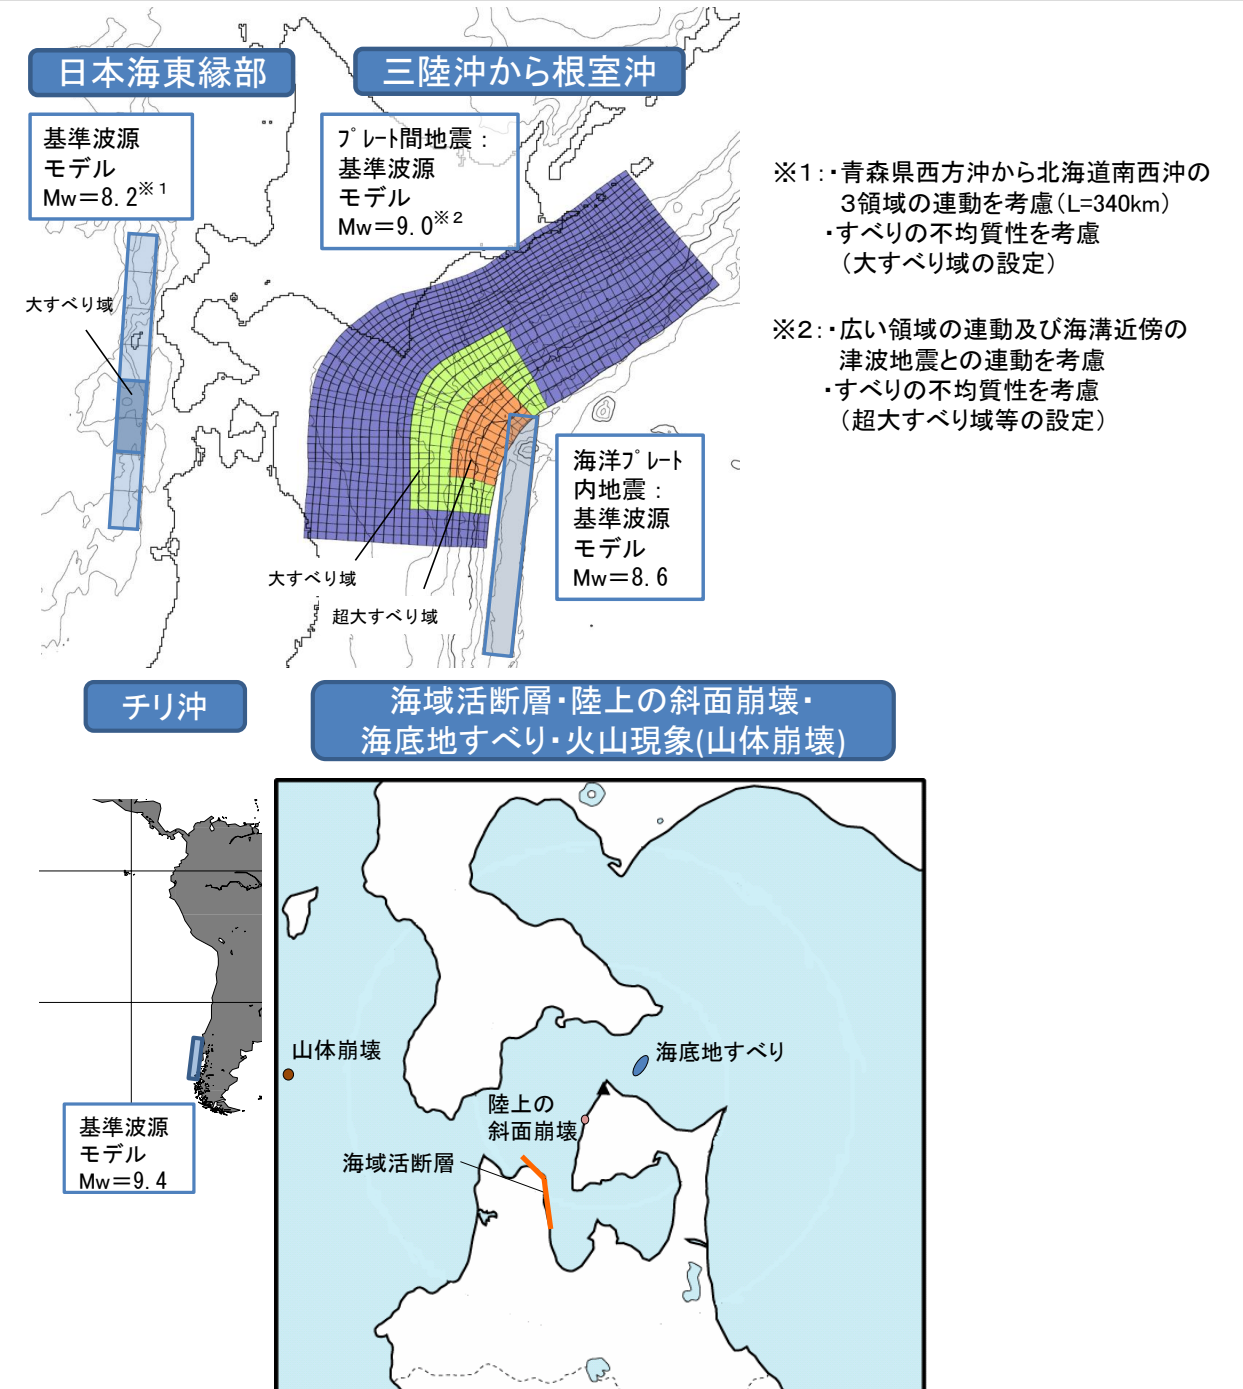 日本海東縁部
三陸沖から根室沖
基準波源
モデル
Mw＝8.2※1
プレート間地震：
基準波源
モデル
Mw＝9.0※2
大すべり域
大すべり域
超大すべり域
海洋プレート
内地震：
基準波源
モデル
Mw＝8.6
※1：・青森県西方沖から北海道南西沖の
3領域の連動を考慮（L=340km）
・すべりの不均質性を考慮
（大すべり域の設定）
※2：・広い領域の連動及び海溝近傍の
津波地震との連動を考慮
・すべりの不均質性を考慮
（超大すべり域等の設定）
チリ沖
海域活断層・陸上の斜面崩壊・
海底地すべり・火山現象(山体崩壊)
基準波源
モデル
Mw＝9.4
山体崩壊
海底地すべり
陸上の
斜面崩壊
海域活断層